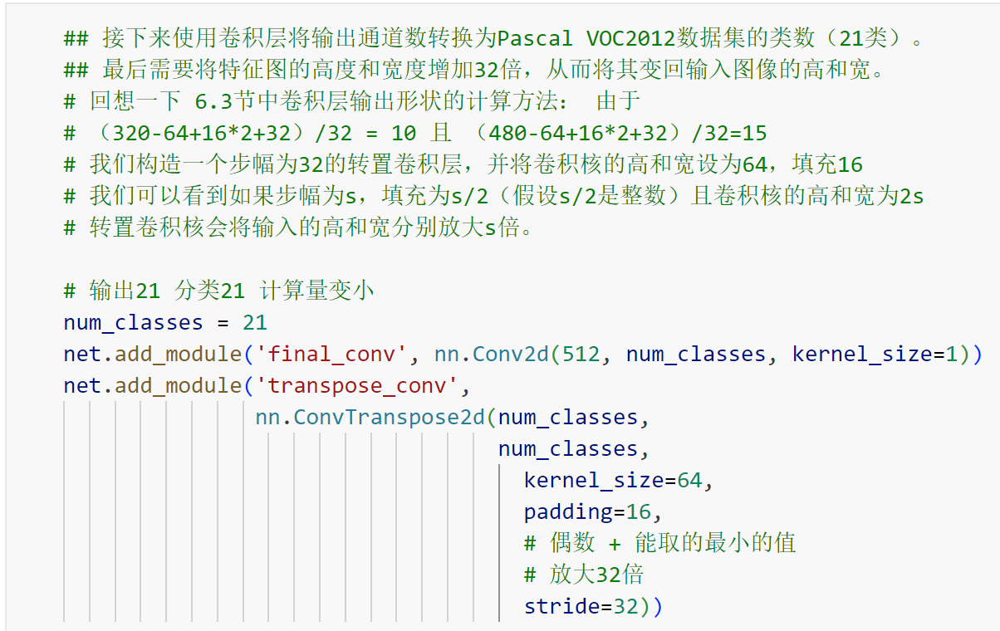 ## 接下来使用卷积层将输出通道数转换为Pascal VOC2012数据集的类数（21类）。
## 最后需要将特征图的高度和宽度增加32倍，从而将其变回输入图像的高和宽。
# 回想一下 6.3节中卷积层输出形状的计算方法： 由于
# （320-64+16*2+32）/32 = 10 且 （480-64+16*2+32）/32=15
# 我们构造一个步幅为32的转置卷积层，并将卷积核的高和宽设为64，填充16
# 我们可以看到如果步幅为s，填充为s/2（假设s/2是整数）且卷积核的高和宽为2s
# 转置卷积核会将输入的高和宽分别放大s倍。
# 输出21 分类21 计算量变小
num_classes = 21
net.add_module('final_conv', nn.Conv2d(512, num_classes, kernel_size=1))
net.add_module('transpose_conv',
nn.ConvTranspose2d(num_classes,
num_classes,
kernel_size=64,
padding=16,
# 偶数 + 能取的最小的值
# 放大32倍
stride=32))